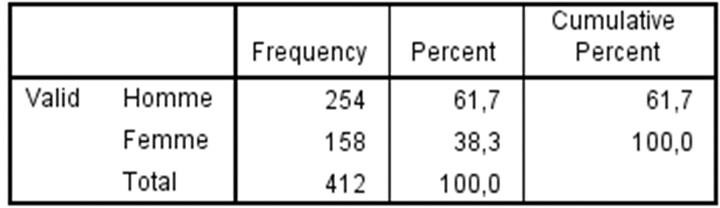 Frequency Percent Cumulative Percent
Valid Homme 254 61,7 61,7
Femme 158 38,3 100,0
Total 412 100,0